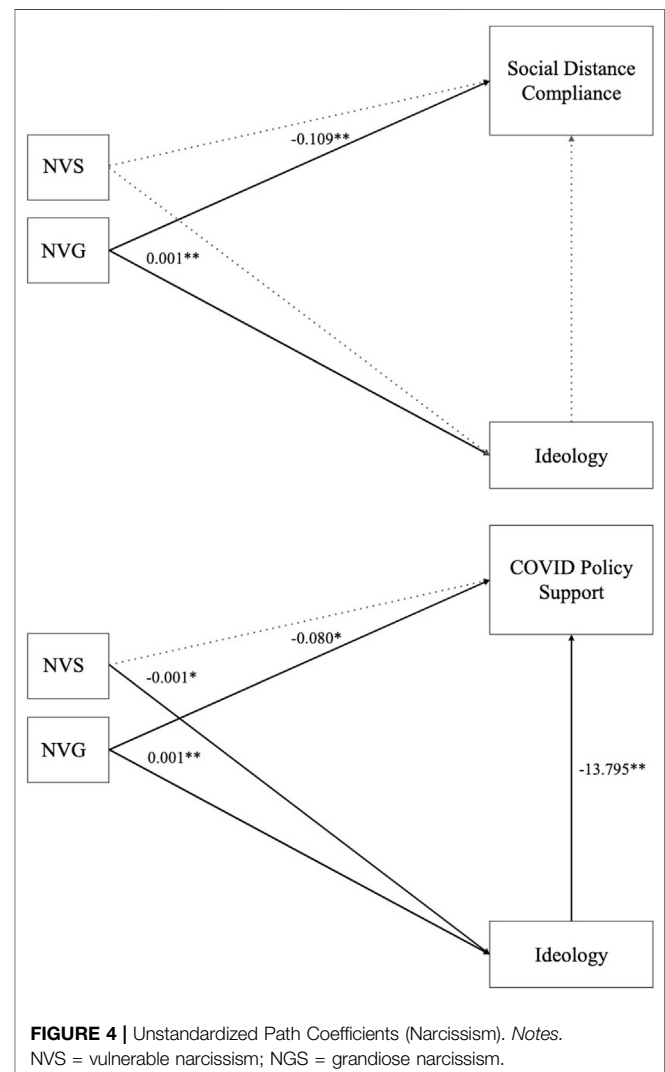 Social Distance
Compliance
-0.109**
NVS
NVG
0.001**
Ideology
COVID Policy
Support
-0.080*
NVS
-0.001*
NVG
0.001**
-13.795**
Ideology
FIGURE 4 | Unstandardized Path Coefficients (Narcissism). Notes.
NVS = vulnerable narcissism; NGS = grandiose narcissism.